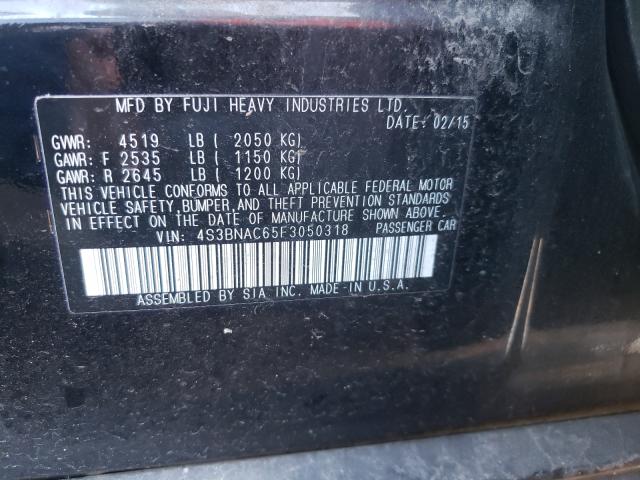 MFD BY FUJI HEAVY INDUSTRIES LTD.
DATE: 02/15
GVWR: 4519 LB ( 2050 KG)
GAWR: F 2535 LB ( 1150 KG)
GAWR: R 2645 LB ( 1200 KG)
THIS VEHICLE CONFORMS TO ALL APPLICABLE FEDERAL MOTOR
VEHICLE SAFETY, BUMPER, AND THEFT PREVENTION STANDARDS
IN EFFECT ON THE DATE OF MANUFACTURE SHOWN ABOVE.
VIN: 4S3BNAC65F3050318 PASSENGER CAR
ASSEMBLED BY SIA INC. MADE IN U.S.A.